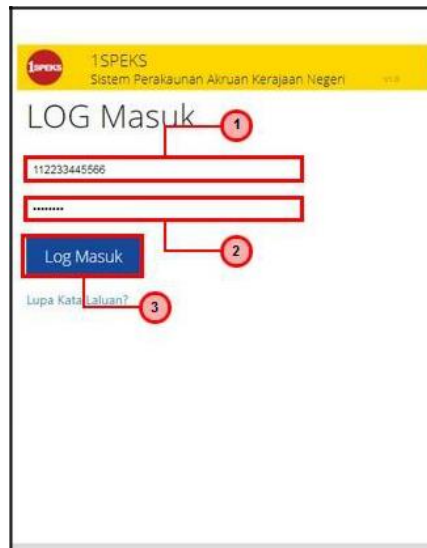 1SPEKS
1SPEKS
Sistem Perakaunan Akruan Kerajaan Negeri
LOG Masuk
1
112233445566
••••••••
2
Log Masuk
Lupa Kata Laluan?
3